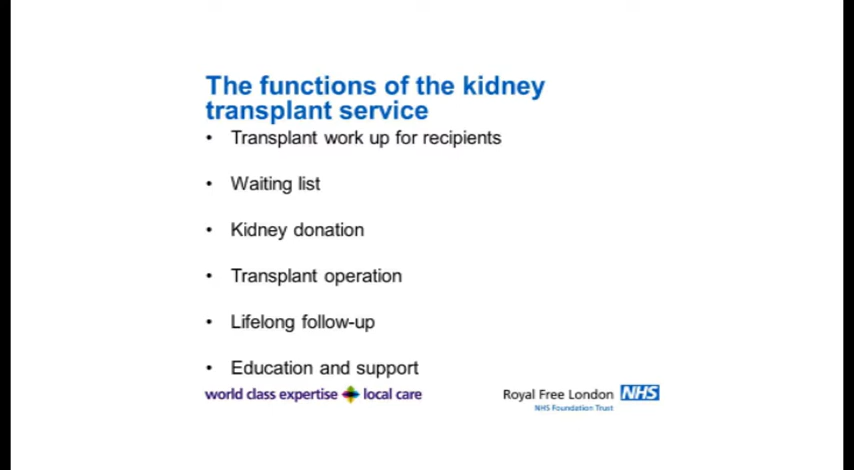 The functions of the kidney
transplant service
• Transplant work up for recipients
• Waiting list
• Kidney donation
• Transplant operation
• Lifelong follow-up
• Education and support
world class expertise local care
Royal Free London NHS
NHS Foundation Trust